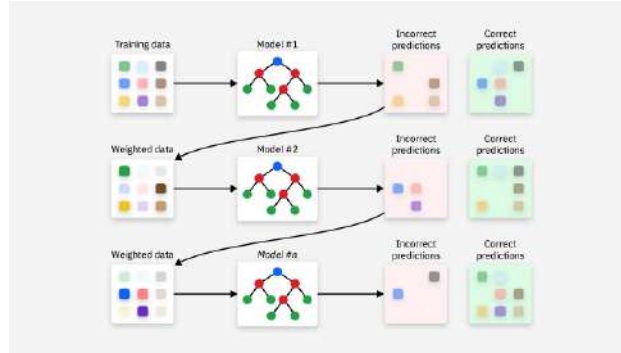 Training data
Model #1
Incorrect
predictions
Correct
predictions
Weighted data
Model #2
Incorrect
predictions
Correct
predictions
Weighted data
Model #n
Incorrect
predictions
Correct
predictions